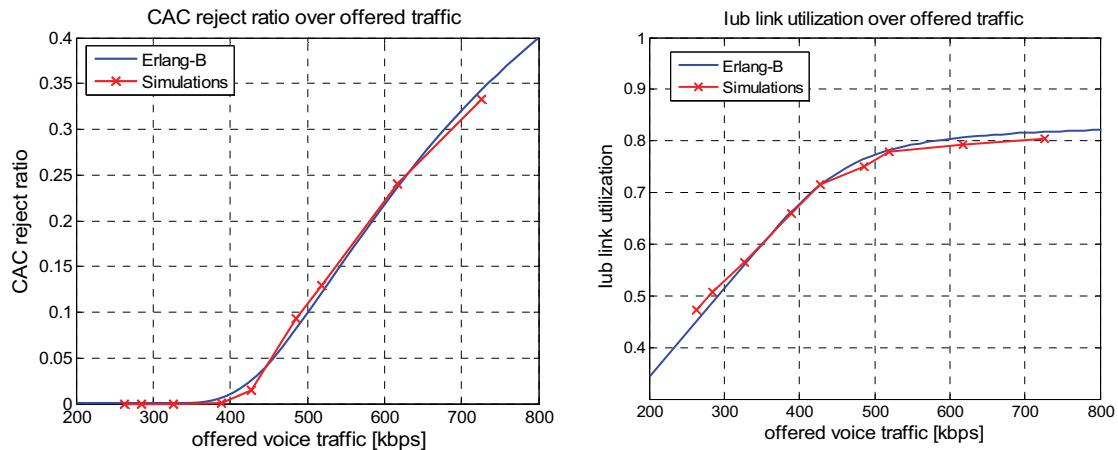 CAC reject ratio over offered traffic
0.4
0.35
0.3
0.25
0.2
0.15
0.1
0.05
0
Erlang-B
Simulations
CAC reject ratio
200 300 400 500 600 700 800
offered voice traffic [kbps]
Iub link utilization over offered traffic
1
0.9
0.8
0.7
0.6
0.5
0.4
Erlang-B
Simulations
Iub link utilization
200 300 400 500 600 700 800
offered voice traffic [kbps]